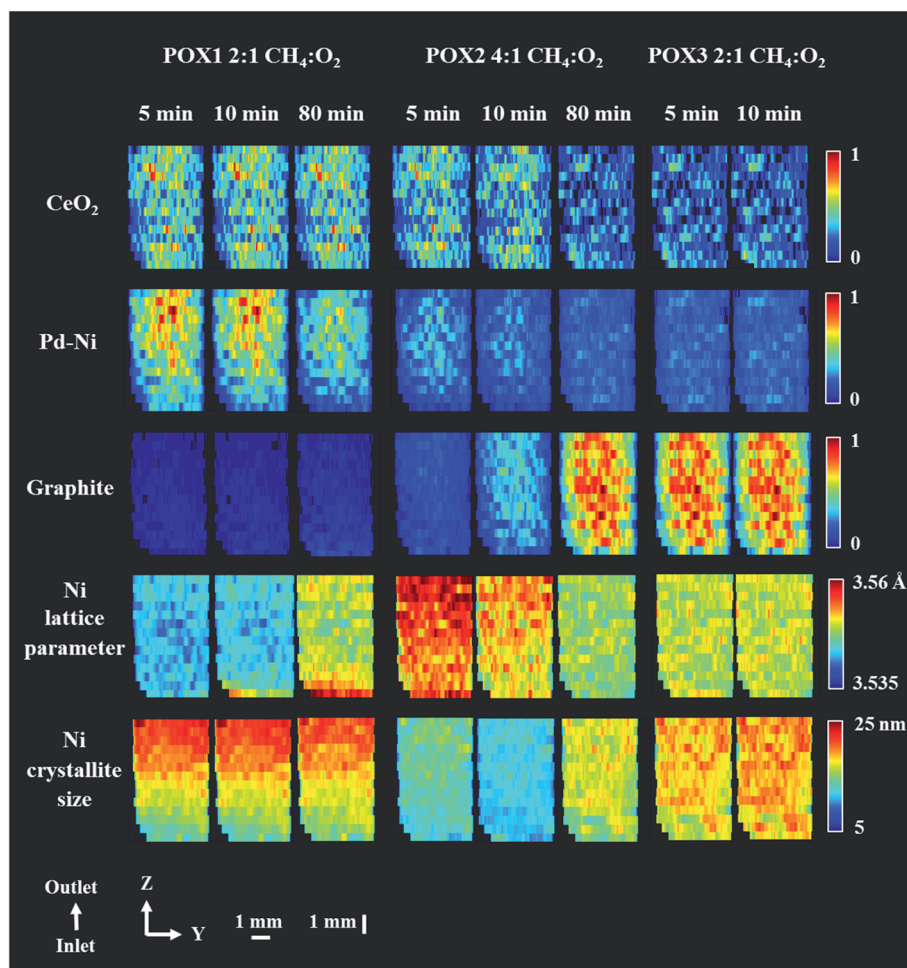 POX1 2:1 CH₄:O₂ POX2 4:1 CH₄:O₂ POX3 2:1 CH₄:O₂
5 min 10 min 80 min 5 min 10 min 80 min 5 min 10 min
CeO₂
1
0
Pd-Ni
1
0
Graphite
1
0
Ni
lattice
parameter
3.56 Å
3.535
Ni
crystallite
size
25 nm
5
Outlet
Inlet
Z
Y
1 mm
1 mm